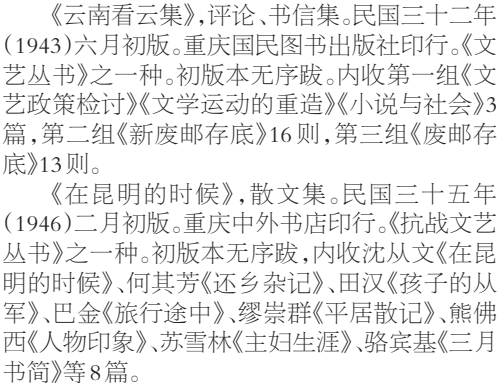 《云南看云集》，评论、书信集。民国三十二年
（1943）六月初版。重庆国民图书出版社印行。《文
艺丛书》之一种。初版本无序跋。内收第一组《文
艺政策检讨》《文学运动的重造》《小说与社会》3
篇，第二组《新废邮存底》16则，第三组《废邮存
底》13则。
《在昆明的时候》，散文集。民国三十五年
（1946）二月初版。重庆中外书店印行。《抗战文艺
丛书》之一种。初版本无序跋，内收沈从文《在昆
明的时候》、何其芳《还乡杂记》、田汉《孩子的从
军》、巴金《旅行途中》、缪崇群《平居散记》、熊佛
西《人物印象》、苏雪林《主妇生涯》、骆宾基《三月
书简》等8篇。